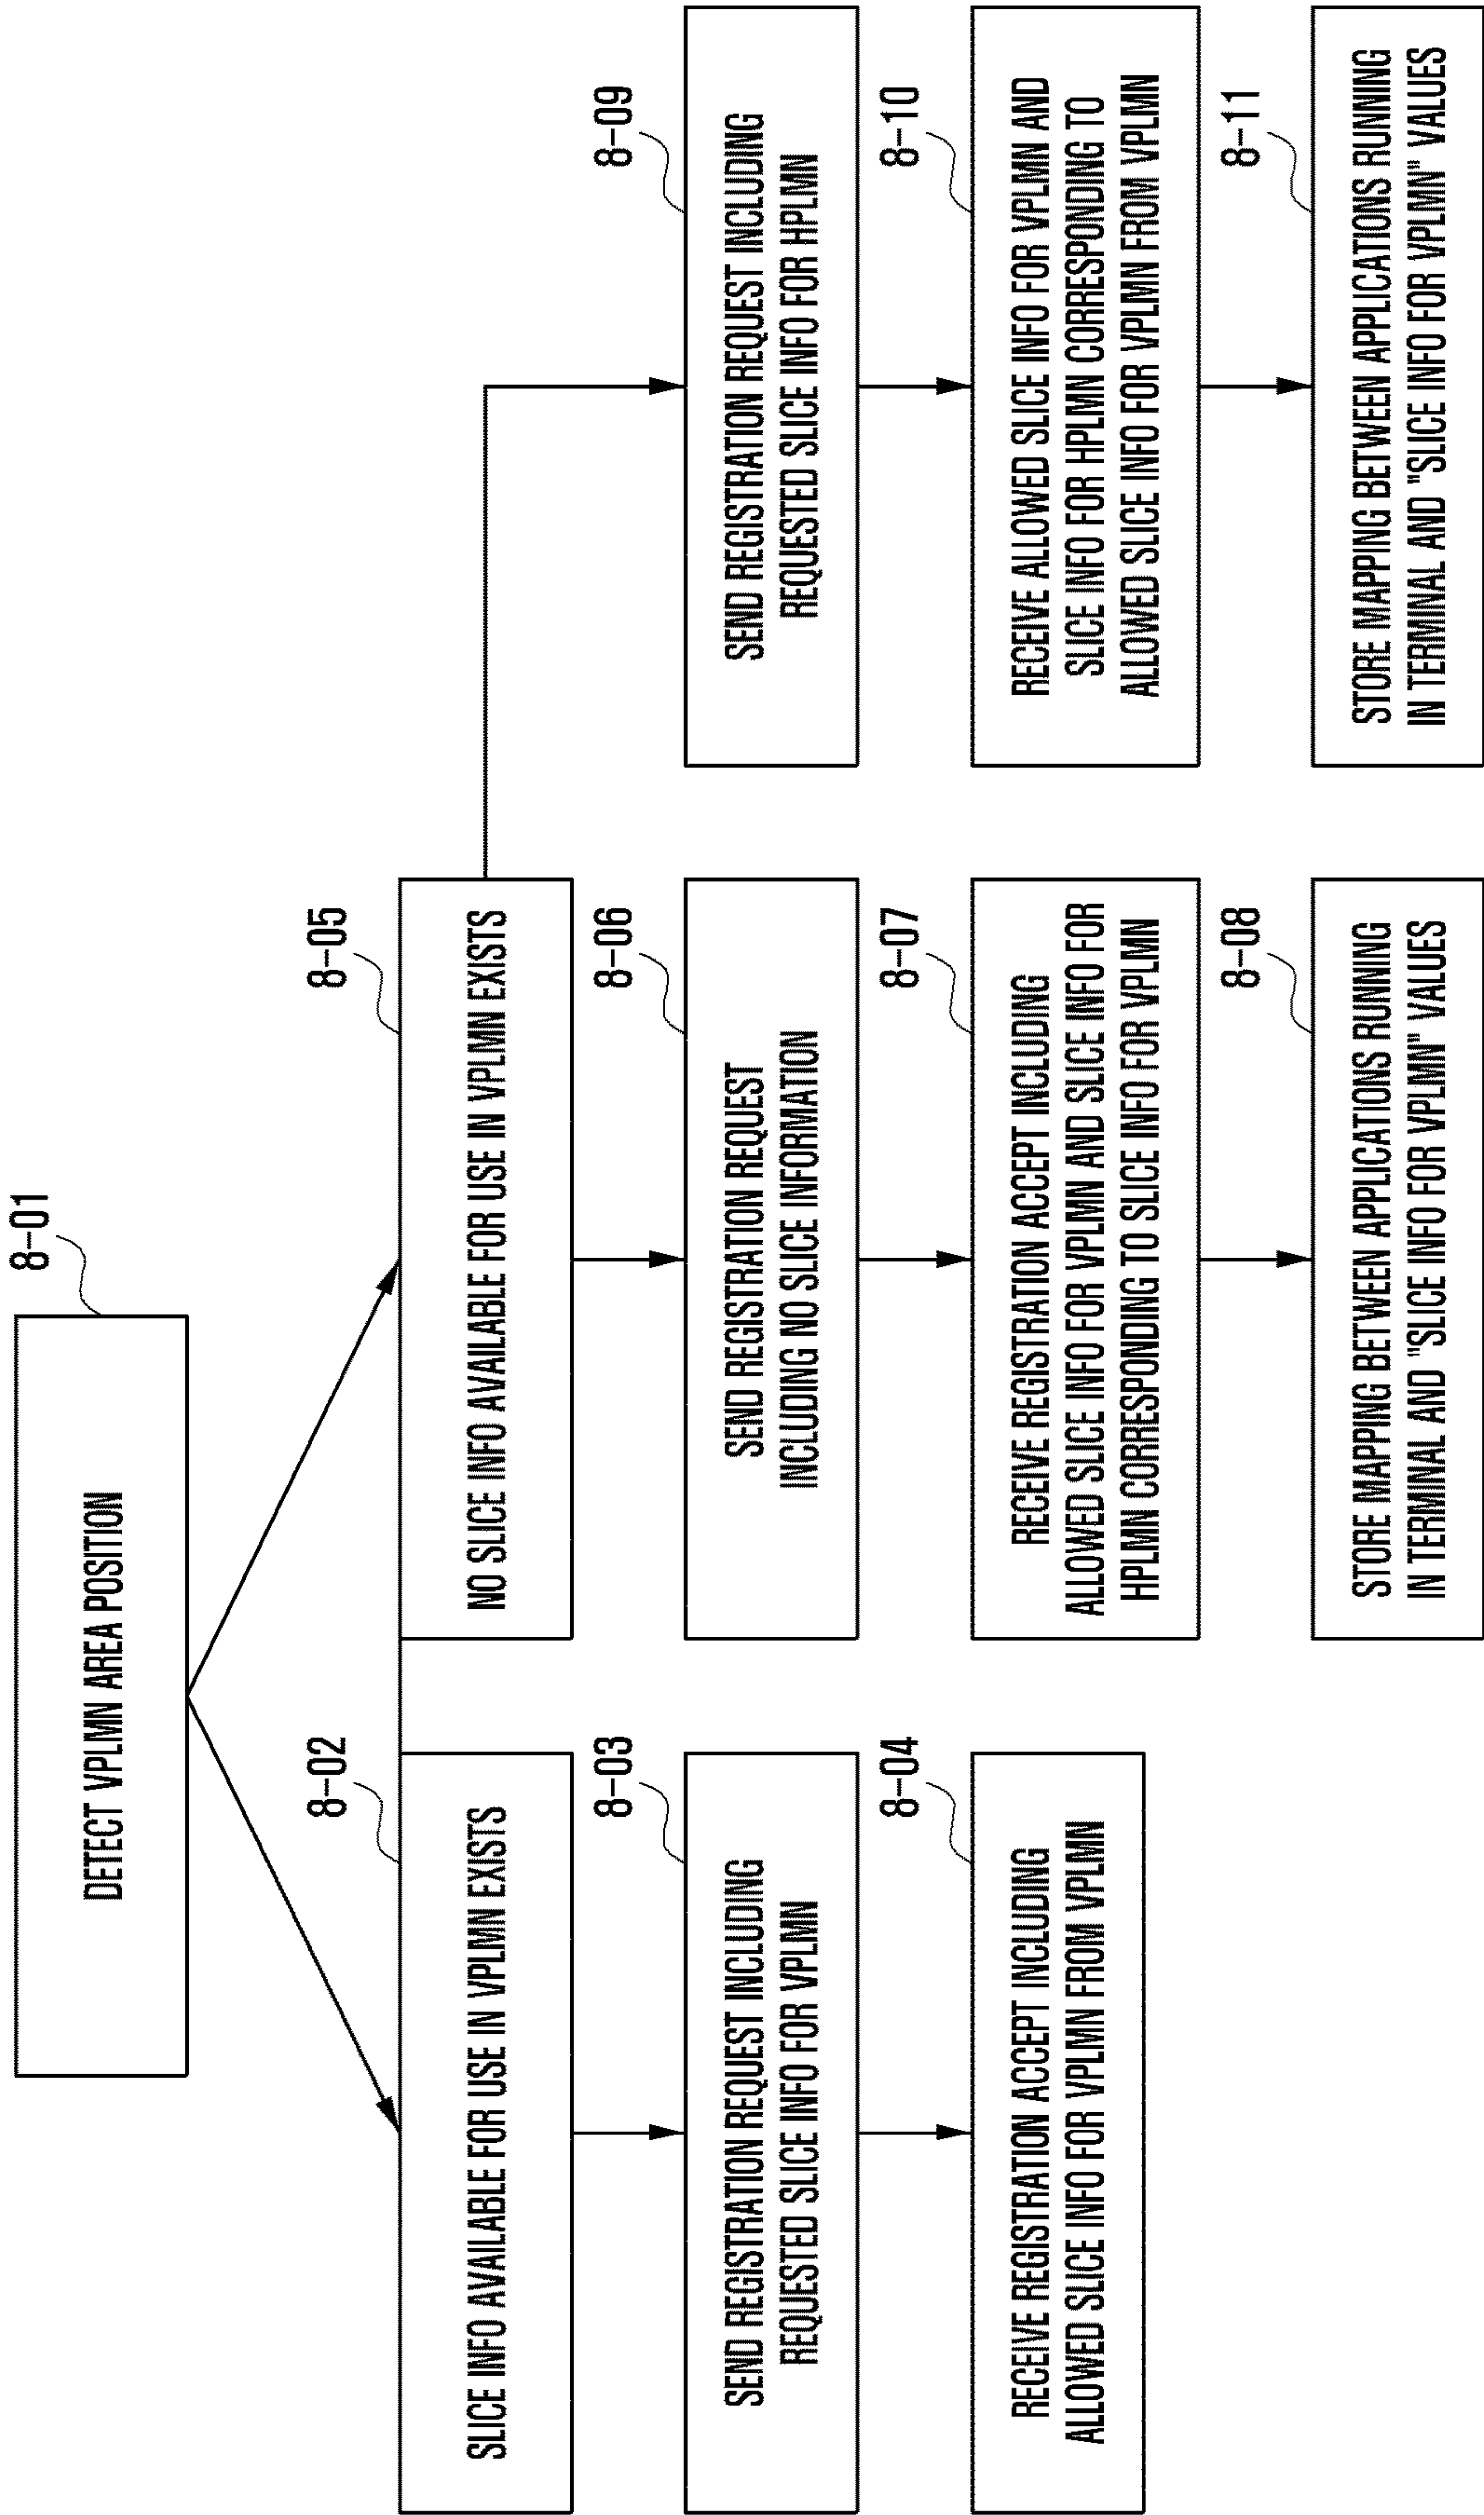 8-01
DETECT VPLMN AREA POSITION
8-02
SLICE INFO AVAILABLE FOR USE IN VPLMN EXISTS
8-03
SEND REGISTRATION REQUEST INCLUDING
REQUESTED SLICE INFO FOR VPLMN
8-04
RECEIVE REGISTRATION ACCEPT INCLUDING
ALLOWED SLICE INFO FOR VPLMN FROM VPLMN
8-05
NO SLICE INFO AVAILABLE FOR USE IN VPLMN EXISTS
8-06
SEND REGISTRATION REQUEST
INCLUDING NO SLICE INFORMATION
8-07
RECEIVE REGISTRATION ACCEPT INCLUDING
ALLOWED SLICE INFO FOR VPLMN AND SLICE INFO FOR
HPLMN CORRESPONDING TO SLICE INFO FOR VPLMN
8-08
STORE MAPPING BETWEEN APPLICATIONS RUNNING
IN TERMINAL AND "SLICE INFO FOR VPLMN" VALUES
8-09
SEND REGISTRATION REQUEST INCLUDING
REQUESTED SLICE INFO FOR HPLMN
8-10
RECEIVE ALLOWED SLICE INFO FOR VPLMN AND
SLICE INFO FOR HPLMN CORRESPONDING TO
ALLOWED SLICE INFO FOR VPLMN FROM VPLMN
8-11
STORE MAPPING BETWEEN APPLICATIONS RUNNING
IN TERMINAL AND "SLICE INFO FOR VPLMN" VALUES